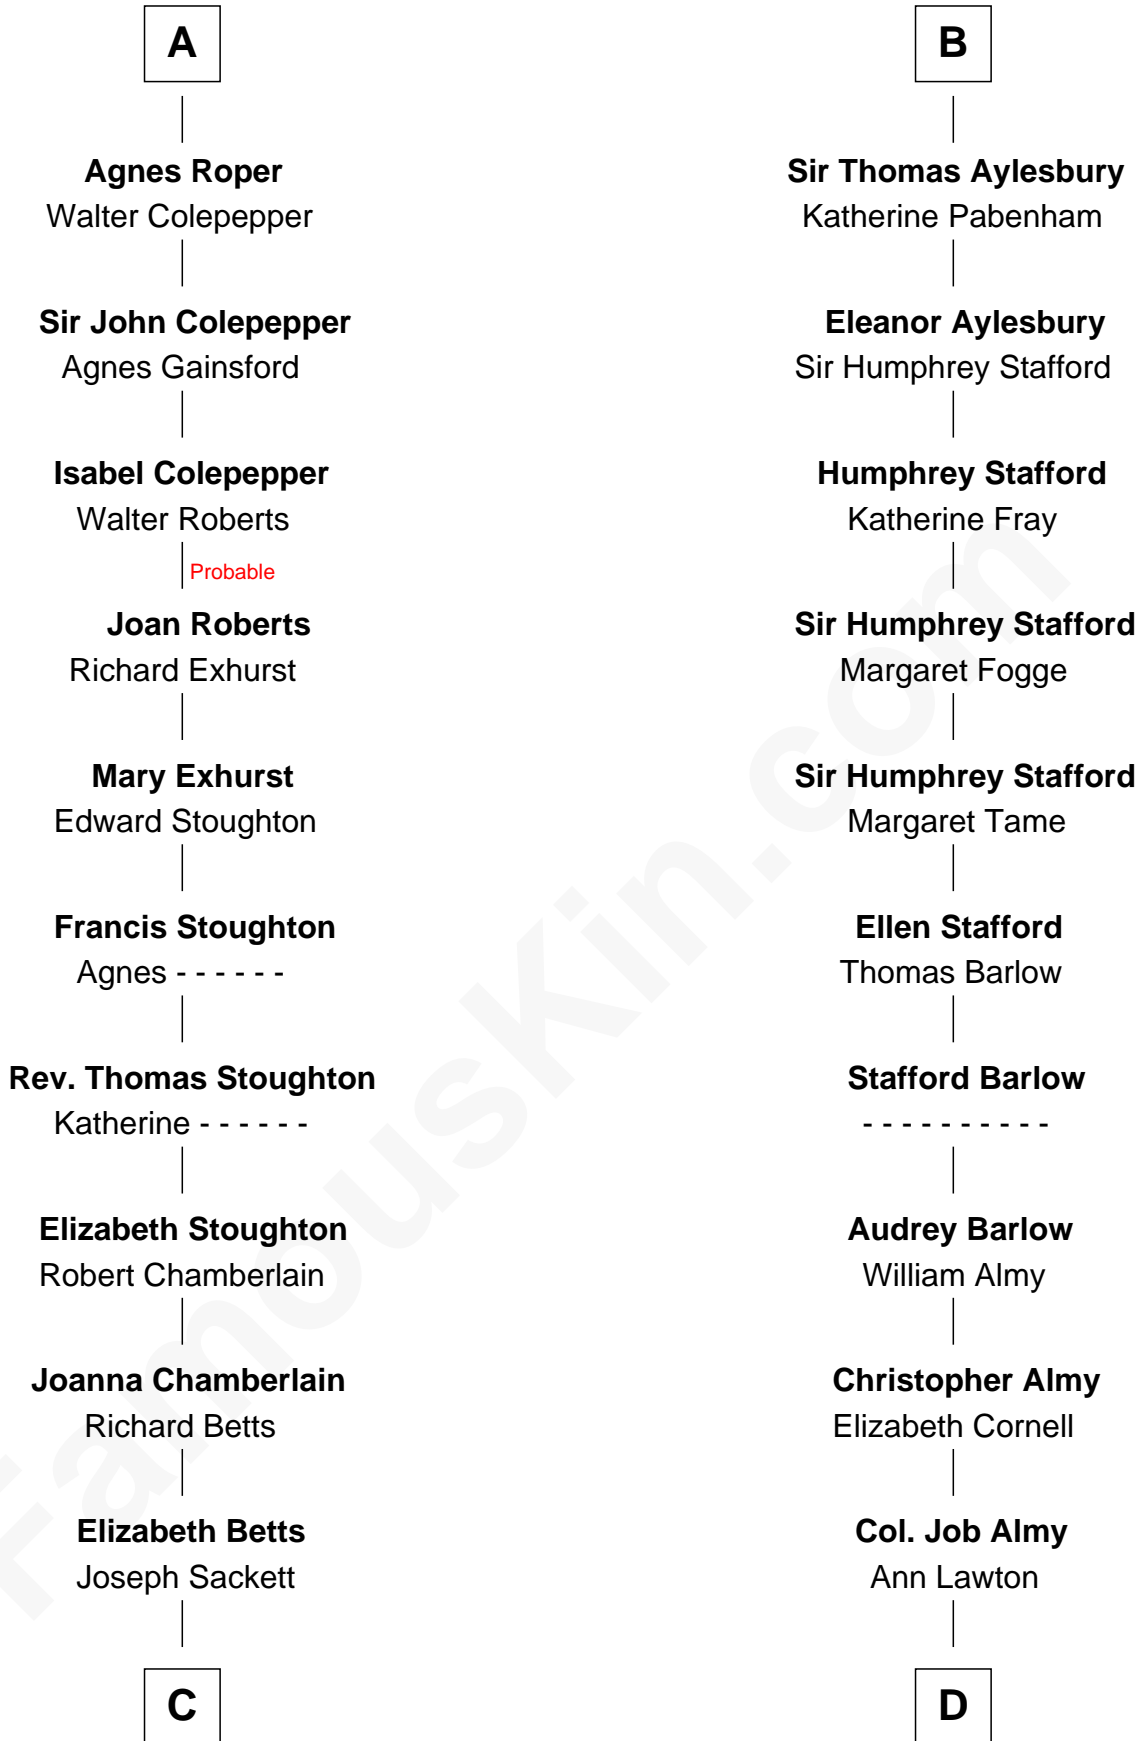 A
Agnes Roper
Walter Colepepper
Sir John Colepepper
Agnes Gainsford
Isabel Colepepper
Walter Roberts
Probable
Joan Roberts
Richard Exhurst
Mary Exhurst
Edward Stoughton
Francis Stoughton
Agnes - - - - - -
Rev. Thomas Stoughton
Katherine - - - - - -
Elizabeth Stoughton
Robert Chamberlain
Joanna Chamberlain
Richard Betts
Elizabeth Betts
Joseph Sackett
C
B
Sir Thomas Aylesbury
Katherine Pabenham
Eleanor Aylesbury
Sir Humphrey Stafford
Humphrey Stafford
Katherine Fray
Sir Humphrey Stafford
Margaret Fogge
Sir Humphrey Stafford
Margaret Tame
Ellen Stafford
Thomas Barlow
Stafford Barlow
- - - - - - - - - -
Audrey Barlow
William Almy
Christopher Almy
Elizabeth Cornell
Col. Job Almy
Ann Lawton
D
FamousKin.com